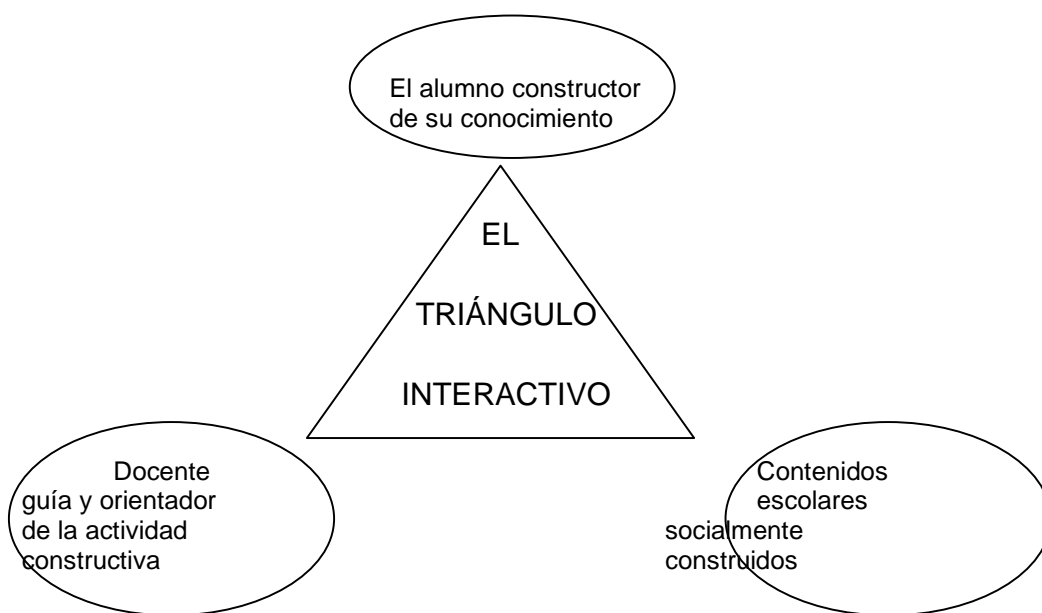 El alumno constructor
de su conocimiento
EL
TRIÁNGULO
INTERACTIVO
Docente
guía y orientador
de la actividad
constructiva
Contenidos
escolares
socialmente
construidos